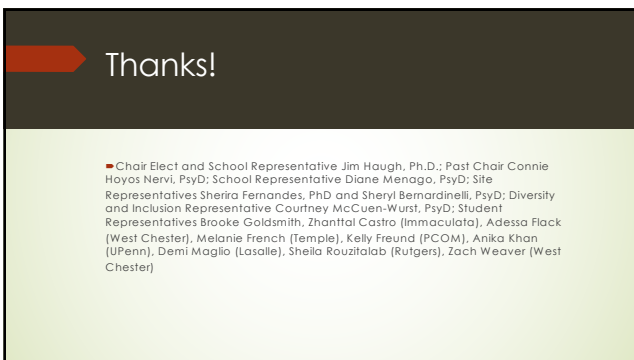 Thanks!
Chair Elect and School Representative Jim Haugh, Ph.D.; Past Chair Connie
Hoyos Nervi, PsyD; School Representative Diane Menago, PsyD; Site
Representatives Sherira Fernandes, PhD and Sheryl Bernardinelli, PsyD; Diversity
and Inclusion Representative Courtney McCuen-Wurst, PsyD; Student
Representatives Brooke Goldsmith, Zhanttal Castro (Immaculata), Adessa Flack
(West Chester), Melanie French (Temple), Kelly Freund (PCOM), Anika Khan
(UPenn), Demi Maglio (Lasalle), Sheila Rouzitalab (Rutgers), Zach Weaver (West
Chester)